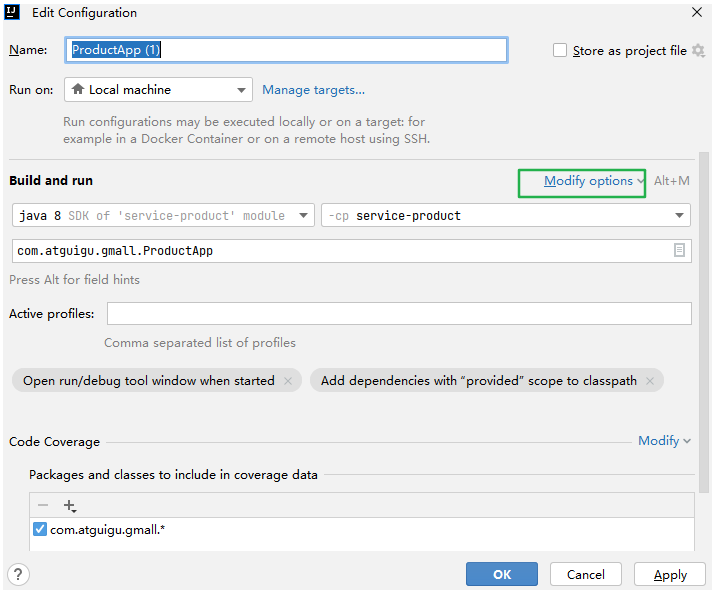 Edit Configuration
Name: ProductApp (1) Store as project file
Run on: Local machine Manage targets...
Run configurations may be executed locally or on a target: for
example in a Docker Container or on a remote host using SSH.
Build and run Modify options Alt+M
java 8 SDK of 'service-product' module -cp service-product
com.atguigu.gmall.ProductApp
Press Alt for field hints
Active profiles:
Comma separated list of profiles
Open run/debug tool window when started × Add dependencies with “provided” scope to classpath ×
Code Coverage Modify
Packages and classes to include in coverage data
com.atguigu.gmall.*
? OK Cancel Apply